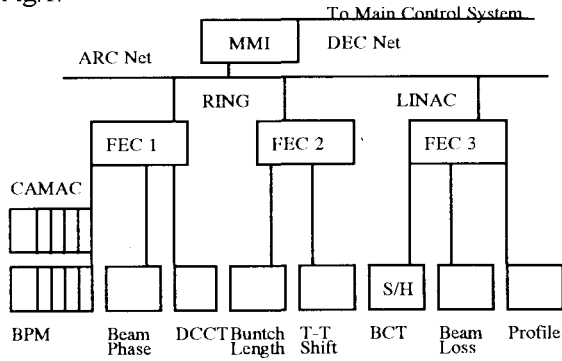 Fig.1.
To Main Control System
MMI
DEC Net
ARC Net
RING
LINAC
FEC 1
FEC 2
FEC 3
CAMAC
S/H
BPM
Beam
Phase
DCCT
Buntch
Length
T-T
Shift
BCT
Beam
Loss
Profile